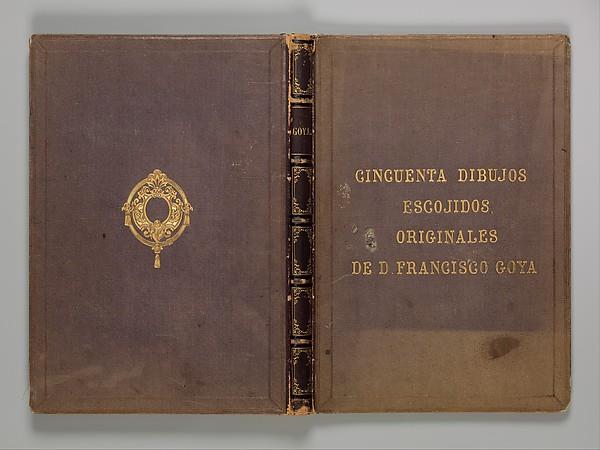 GOYA.
CINCUENTA DIBUJOS
ESCOJIDOS,
ORIGINALES
DE D. FRANCISCO GOYA